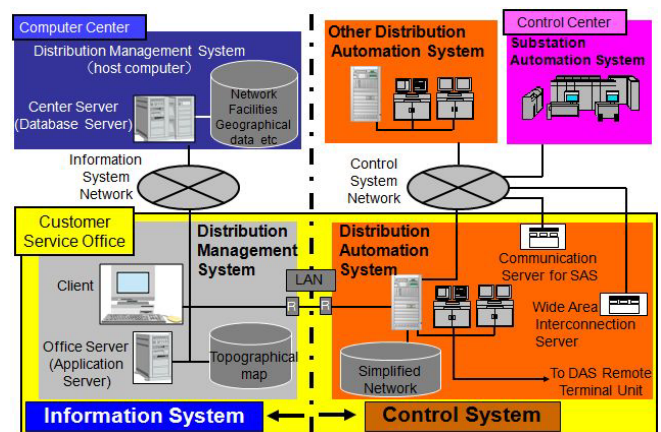 Computer Center
Distribution Management System
(host computer)
Center Server
(Database Server)
Network
Facilities
Geographical
data etc
Other Distribution
Automation System
Control Center
Substation
Automation System
Information
System
Network
Control
System
Network
Customer
Service Office
Distribution
Management
System
Client
Office Server
(Application
Server)
Topographical
map
LAN
R
R
Distribution
Automation
System
Simplified
Network
Communication
Server for SAS
Wide Area
Interconnection
Server
To DAS Remote
Terminal Unit
Information System
Control System